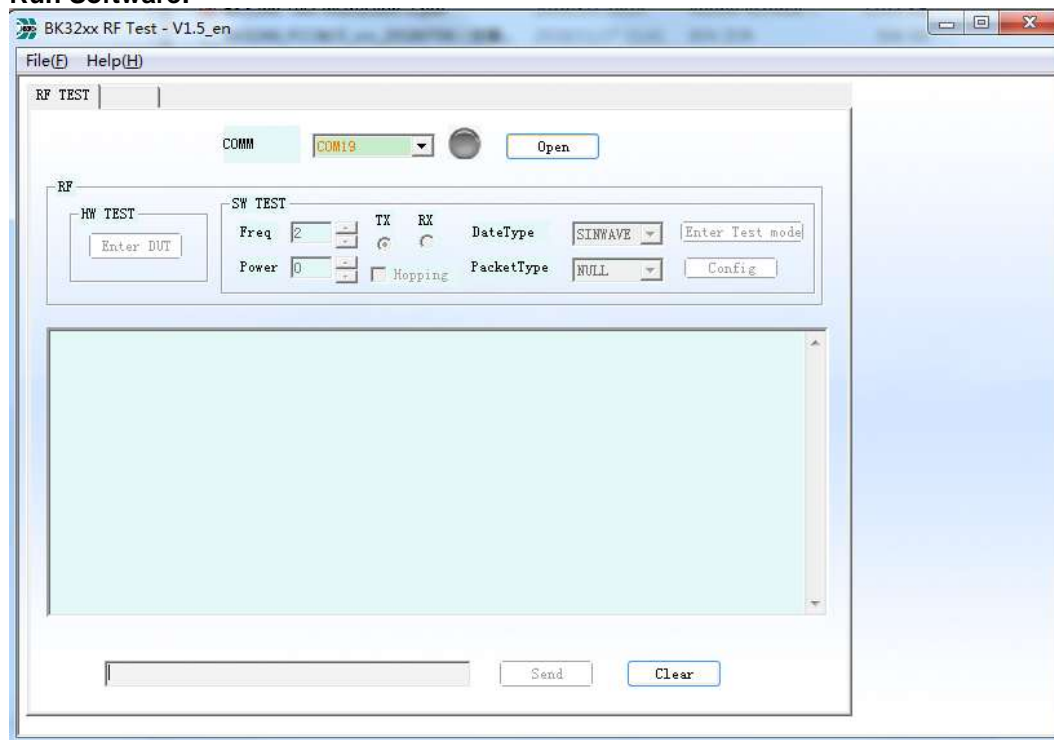 Run Software:
BK32xx RF Test - V1.5_en
File(F) Help(H)
RF TEST
COMM COM19 Open
RF
HW TEST SW TEST
Freq 2 TX RX DateType SINWAVE Enter Test mode
Enter DUT
Power 0 Hopping PacketType NULL Config
Send Clear